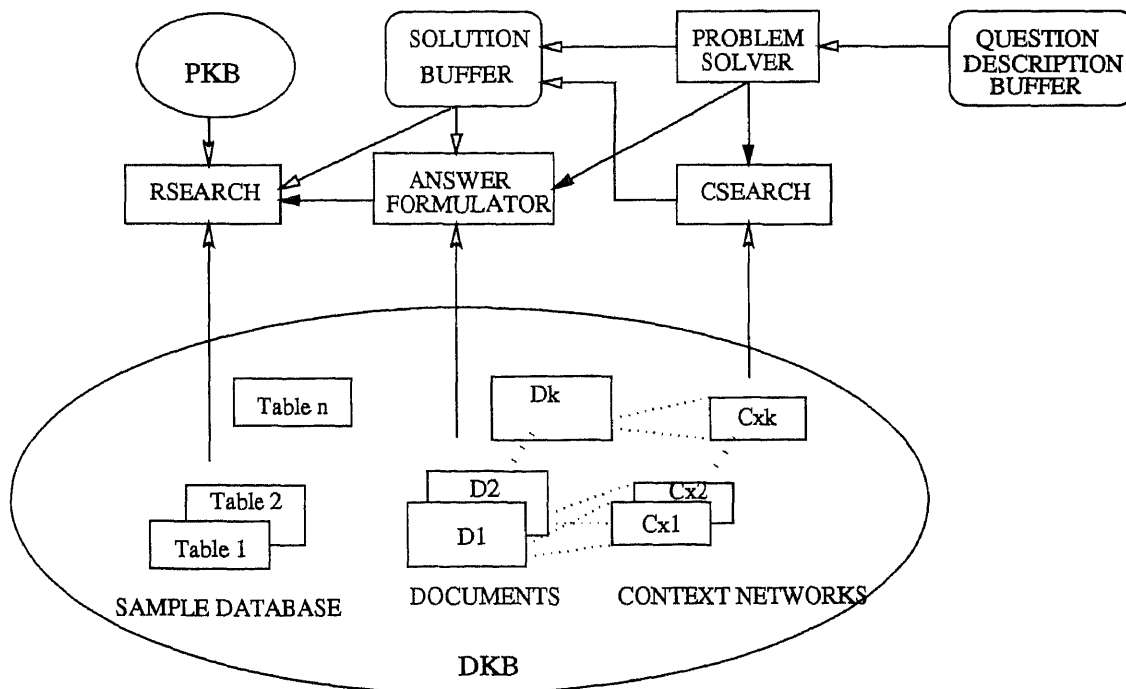 PKB
SOLUTION
BUFFER
PROBLEM
SOLVER
QUESTION
DESCRIPTION
BUFFER
RSEARCH
ANSWER
FORMULATOR
CSEARCH
Table n
Dk
Cxk
Table 2
Table 1
D2
D1
Cx2
Cx1
SAMPLE DATABASE
DOCUMENTS
CONTEXT NETWORKS
DKB